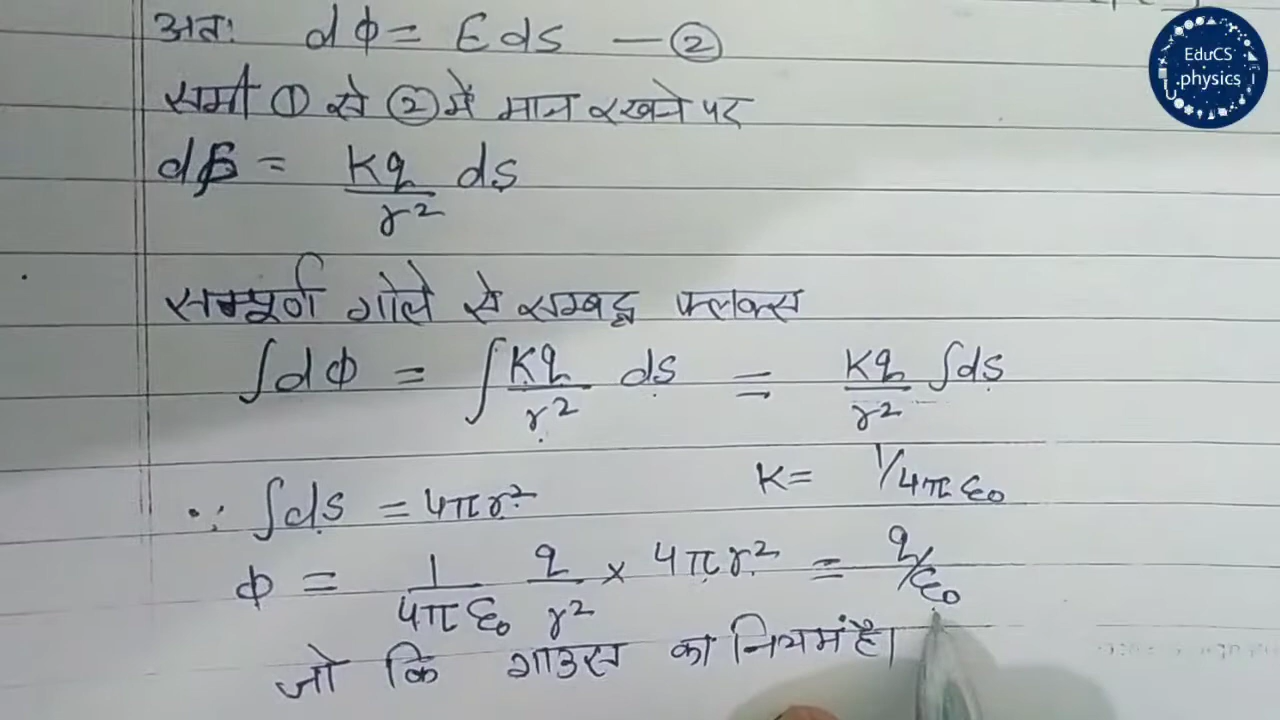 अतः dϕ = Eds — ②
EduCS
physics
समी ① से ② में मान रखने पर
dϕ = Kq/r² ds
सम्पूर्ण गोले से सम्बद्ध फ्लक्स
∫dϕ = ∫Kq/r² ds = Kq/r² ∫ds
∵ ∫ds = 4πr² K = 1/4πε₀
ϕ = 1/4πε₀ q/r² × 4πr² = q/ε₀
जो कि गाउस का नियम है।